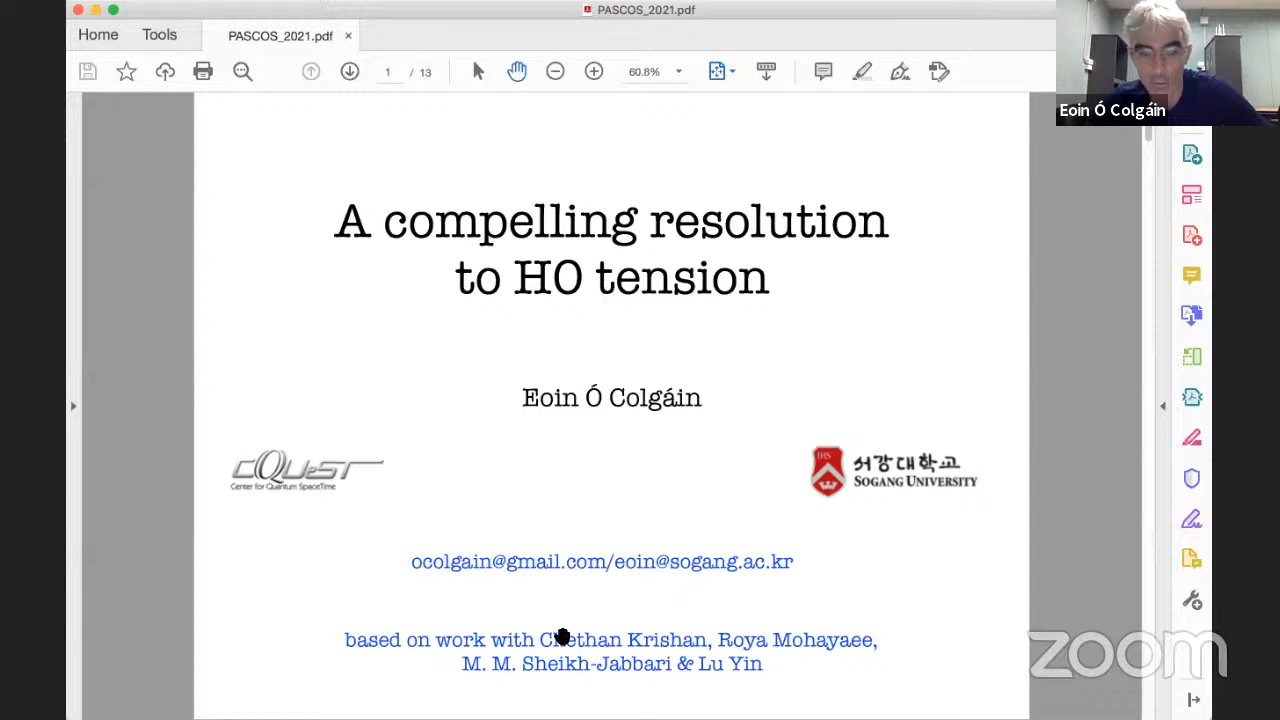 PASCOS_2021.pdf
Home
Tools
PASCOS_2021.pdf ×
1 / 13
60.8%
Eoin Ó Colgáin
A compelling resolution
to H0 tension
Eoin Ó Colgáin
CQUeST
Center for Quantum SpaceTime
IHS
서강대학교
SOGANG UNIVERSITY
ocolgain@gmail.com/eoin@sogang.ac.kr
based on work with Chethan Krishan, Roya Mohayaee,
M. M. Sheikh-Jabbari & Lu Yin
zoom